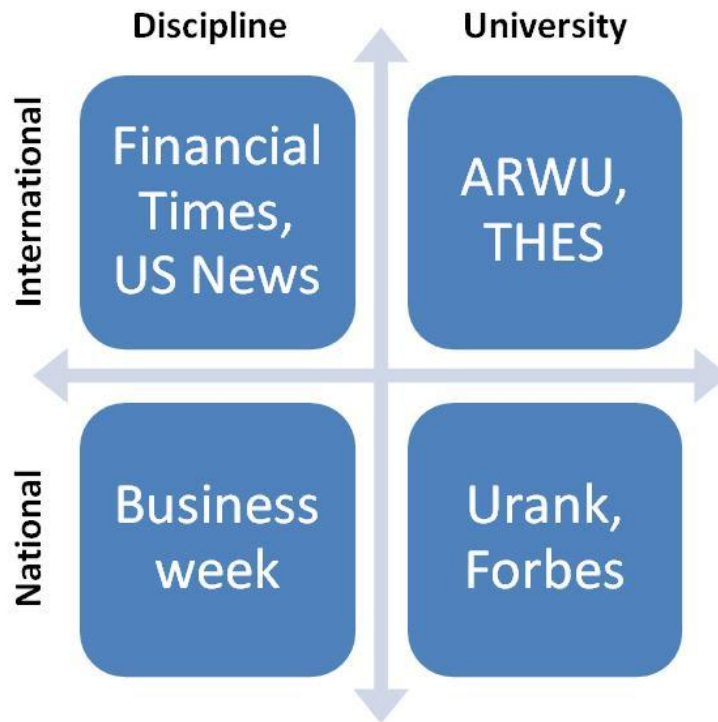 Discipline
University
International
Financial
Times,
US News
ARWU,
THES
National
Business
week
Urank,
Forbes